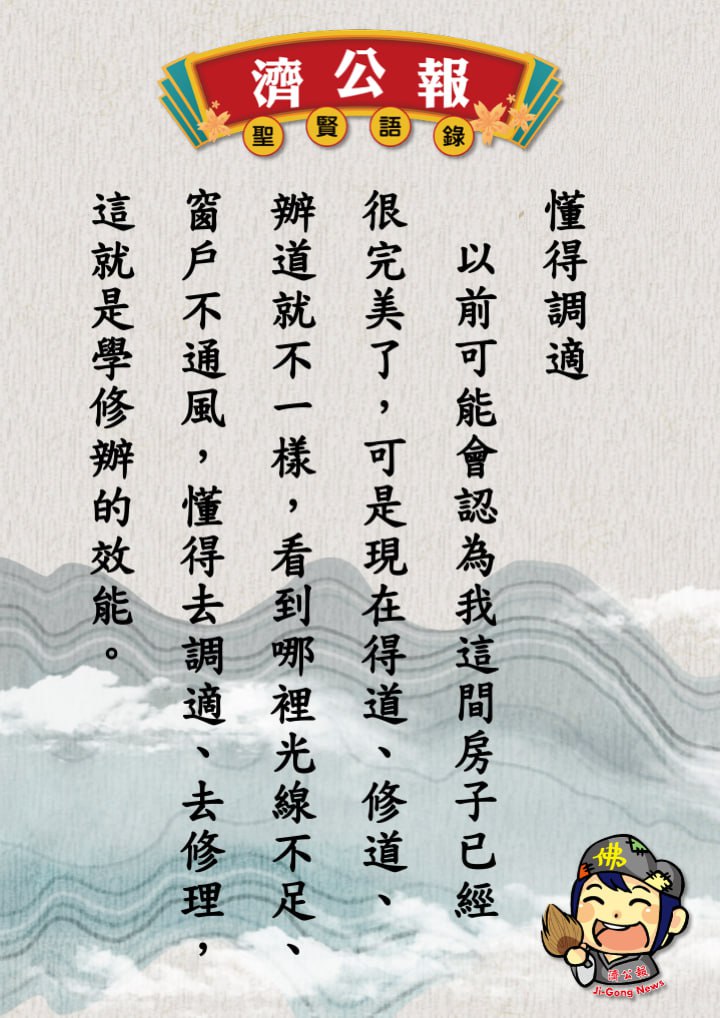 濟公報
聖賢語錄
懂得調適
以前可能會認為我這間房子已經
很完美了，可是現在得道、修道、
辦道就不一樣，看到哪裡光線不足、
窗戶不通風，懂得去調適、去修理，
這就是學修辦的效能。
佛
濟公報
Ji-Gong News